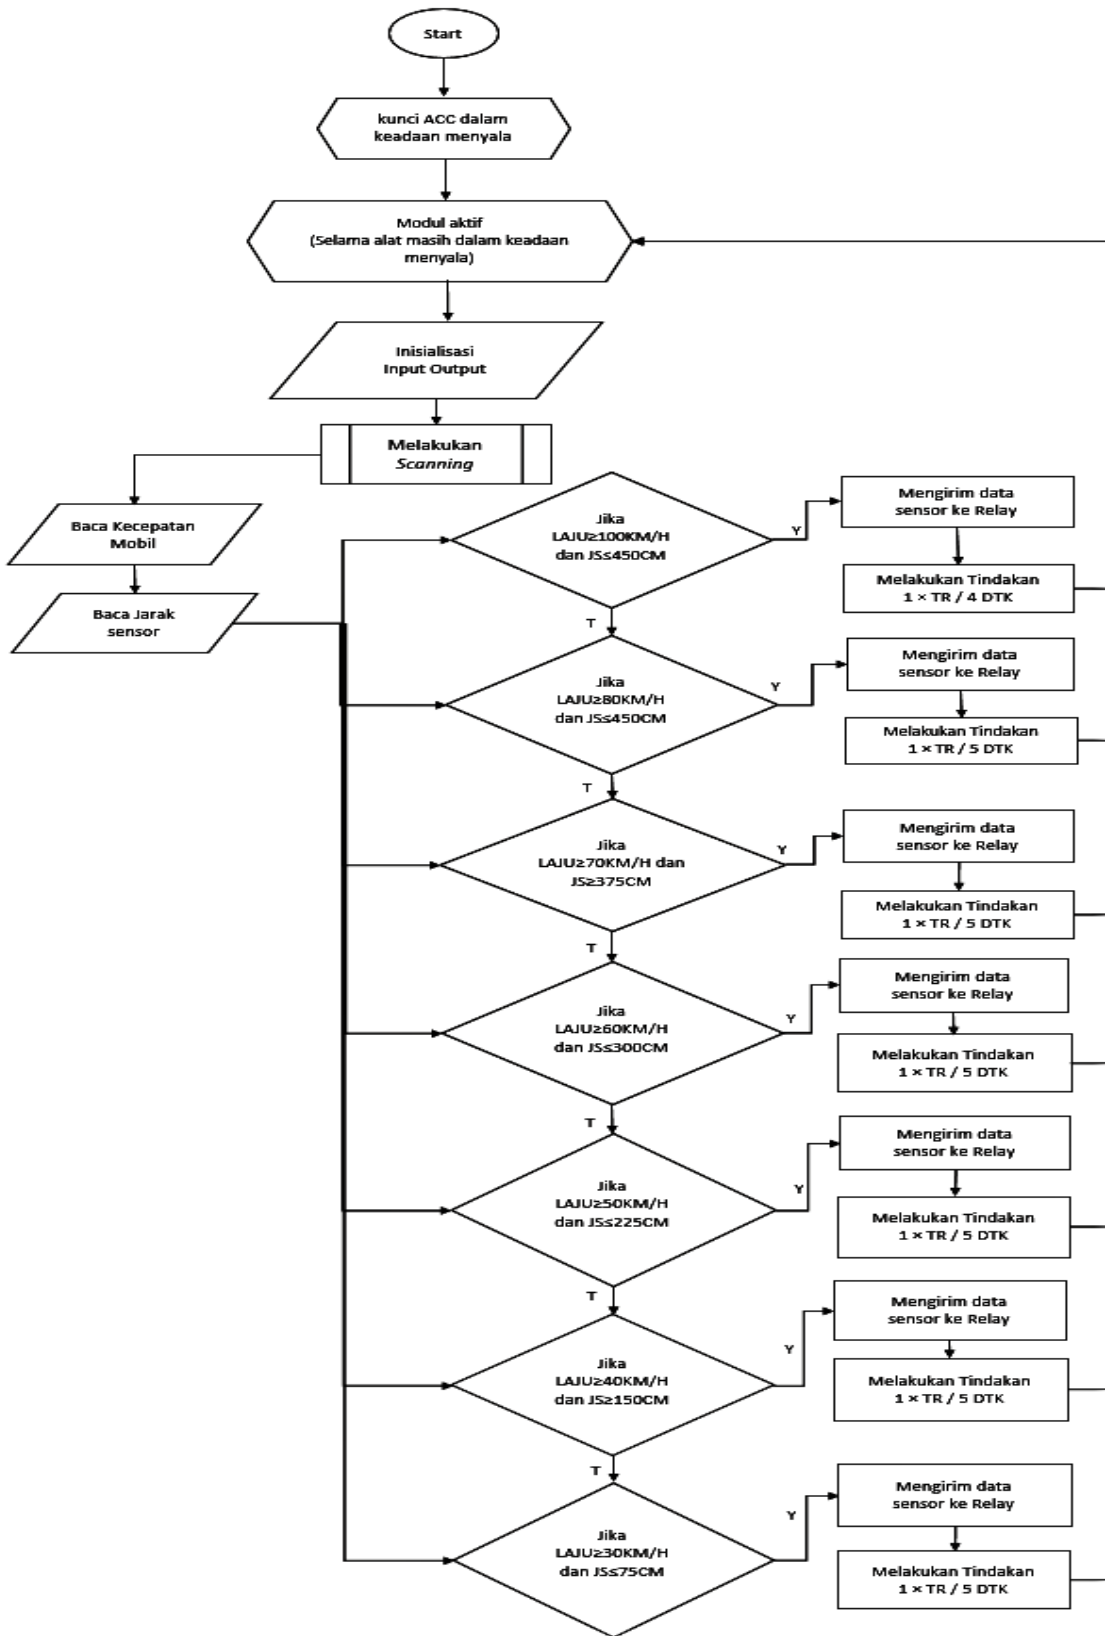 Start
kunci ACC dalam
keadaan menyala
Modul aktif
(Selama alat masih dalam keadaan
menyala)
Inisialisasi
Input Output
Melakukan
Scanning
Baca Kecepatan
Mobil
Baca Jarak
sensor
Jika
LAJU≥100KM/H
dan JS≤450CM
Y
Mengirim data
sensor ke Relay
Melakukan Tindakan
1 × TR / 4 DTK
T
Jika
LAJU≥80KM/H
dan JS≤450CM
Y
Mengirim data
sensor ke Relay
Melakukan Tindakan
1 × TR / 5 DTK
T
Jika
LAJU≥70KM/H dan
JS≥375CM
Y
Mengirim data
sensor ke Relay
Melakukan Tindakan
1 × TR / 5 DTK
T
Jika
LAJU≥60KM/H
dan JS≤300CM
Y
Mengirim data
sensor ke Relay
Melakukan Tindakan
1 × TR / 5 DTK
T
Jika
LAJU≥50KM/H
dan JS≤225CM
Y
Mengirim data
sensor ke Relay
Melakukan Tindakan
1 × TR / 5 DTK
T
Jika
LAJU≥40KM/H
dan JS≥150CM
Y
Mengirim data
sensor ke Relay
Melakukan Tindakan
1 × TR / 5 DTK
T
Jika
LAJU≥30KM/H
dan JS≤75CM
Y
Mengirim data
sensor ke Relay
Melakukan Tindakan
1 × TR / 5 DTK